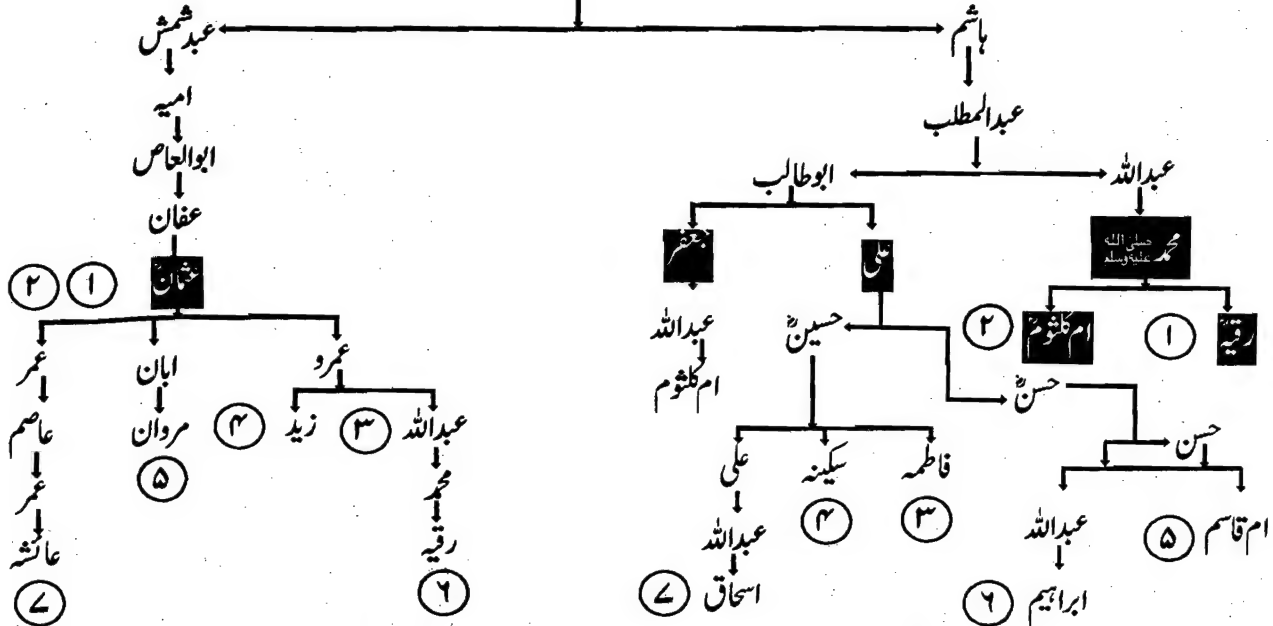 ہاشم عبدشمش
عبدالمطلب امیہ
عبداللہ ابوطالب ابوالعاص
محمد صلی اللہ علیہ وسلم علی جعفر عفان
رقیہ ۱ ام کلثوم ۲ حسینؓ عبداللہ عثمان ۱ ۲
حسنؓ ام کلثوم عمرو ابان عمر
حسن فاطمہ سکینہ علی عبداللہ ۳ زید ۴ مروان عاصم
۳ ۴ محمد ۵ عمر
ام قاسم ۵ عبداللہ عبداللہ رقیہ عائشہ
ابراہیم ۶ اسحاق ۷ ۶ ۷